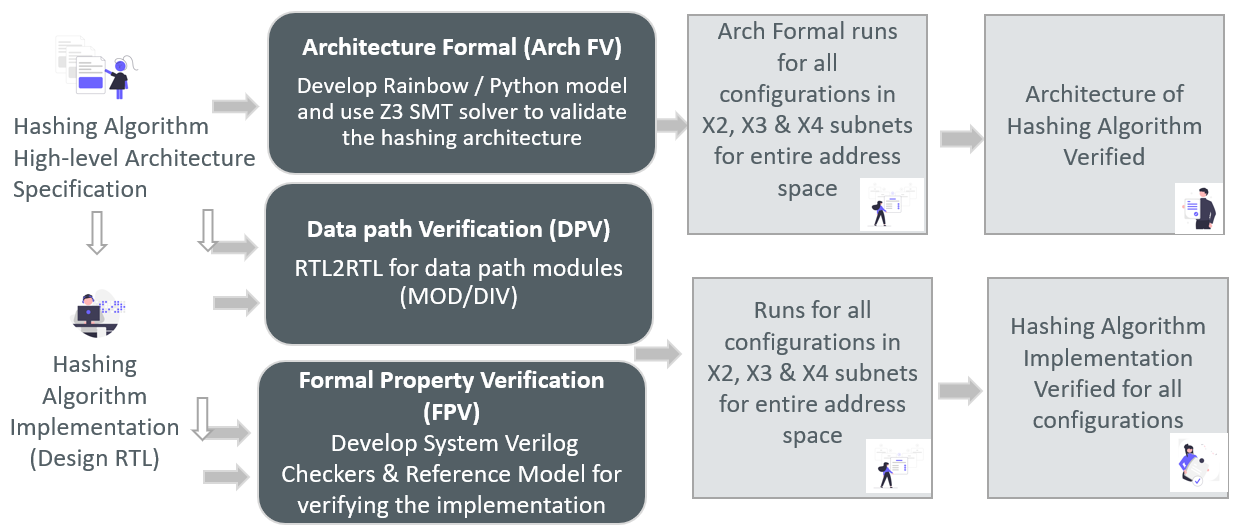 Hashing Algorithm
High-level Architecture
Specification
Architecture Formal (Arch FV)
Develop Rainbow / Python model
and use Z3 SMT solver to validate
the hashing architecture
Arch Formal runs
for all
configurations in
X2, X3 & X4 subnets
for entire address
space
Architecture of
Hashing Algorithm
Verified
Data path Verification (DPV)
RTL2RTL for data path modules
(MOD/DIV)
Hashing
Algorithm
Implementation
(Design RTL)
Formal Property Verification
(FPV)
Develop System Verilog
Checkers & Reference Model for
verifying the implementation
Runs for all
configurations in
X2, X3 & X4 subnets
for entire address
space
Hashing Algorithm
Implementation
Verified for all
configurations